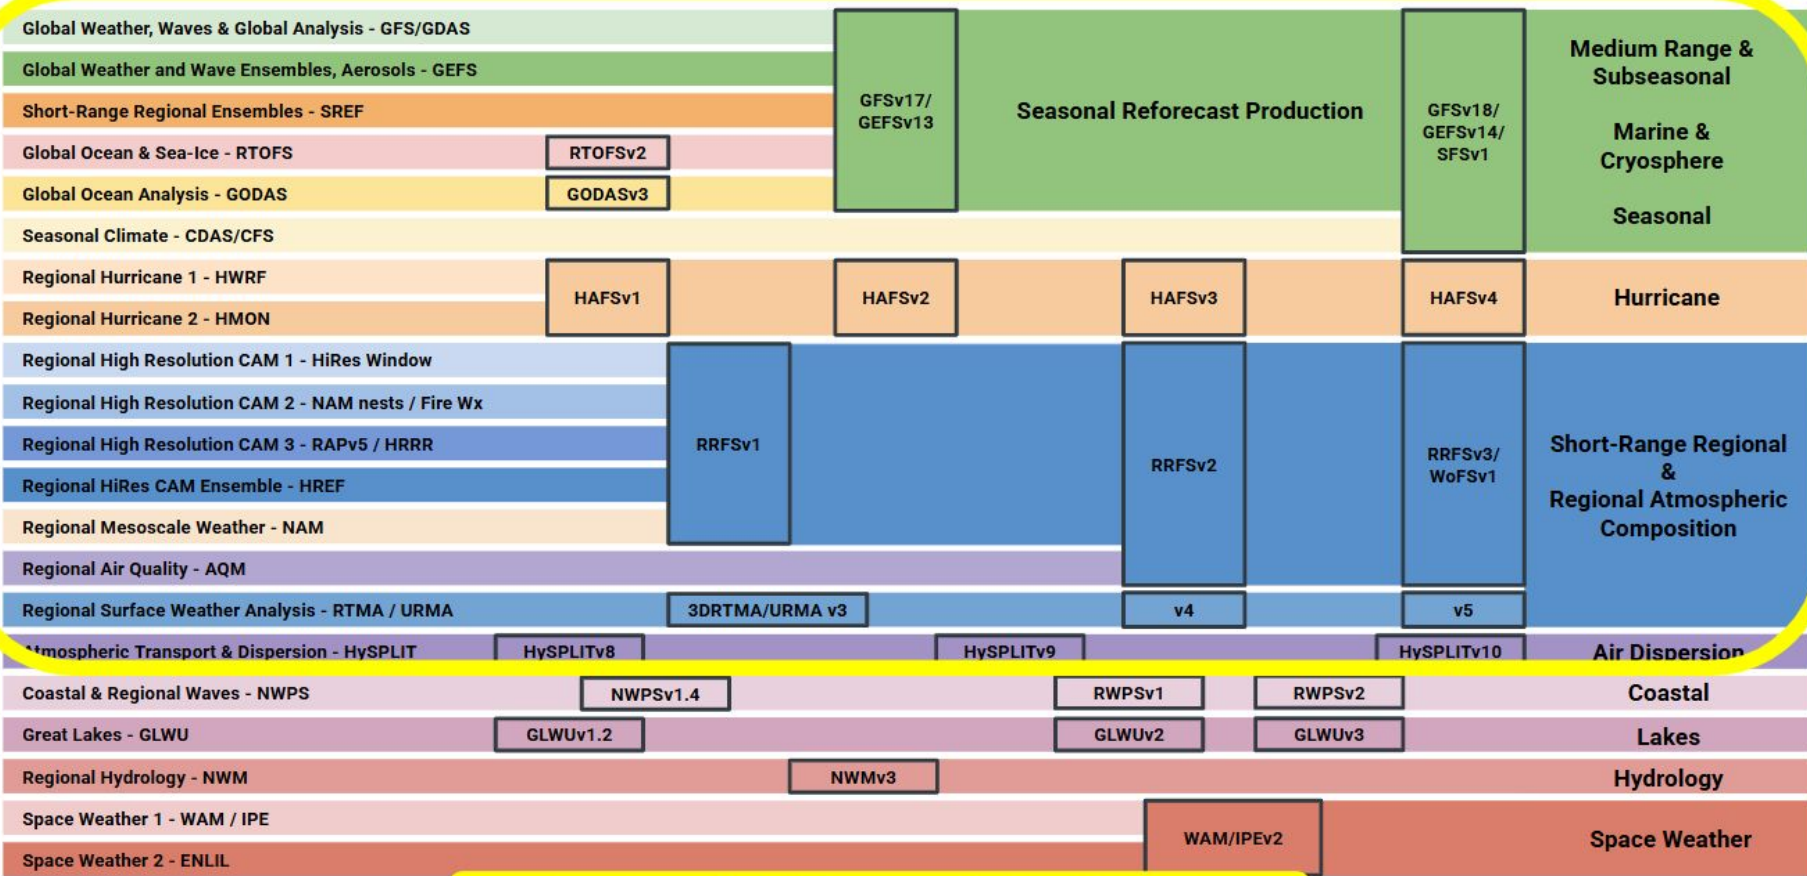 Global Weather, Waves & Global Analysis - GFS/GDAS
Global Weather and Wave Ensembles, Aerosols - GEFS
Short-Range Regional Ensembles - SREF
Global Ocean & Sea-Ice - RTOFS
RTOFSv2
Global Ocean Analysis - GODAS
GODASv3
Seasonal Climate - CDAS/CFS
GFSv17/
GEFSv13
Seasonal Reforecast Production
GFSv18/
GEFSv14/
SFSv1
Medium Range &
Subseasonal
Marine &
Cryosphere
Seasonal
Regional Hurricane 1 - HWRF
Regional Hurricane 2 - HMON
HAFSv1
HAFSv2
HAFSv3
HAFSv4
Hurricane
Regional High Resolution CAM 1 - HiRes Window
Regional High Resolution CAM 2 - NAM nests / Fire Wx
Regional High Resolution CAM 3 - RAPv5 / HRRR
Regional HiRes CAM Ensemble - HREF
Regional Mesoscale Weather - NAM
Regional Air Quality - AQM
RRFSv1
RRFSv2
RRFSv3/
WoFSv1
Short-Range Regional
&
Regional Atmospheric
Composition
Regional Surface Weather Analysis - RTMA / URMA
3DRTMA/URMA v3
v4
v5
Atmospheric Transport & Dispersion - HySPLIT
HySPLITv8
HySPLITv9
HySPLITv10
Air Dispersion
Coastal & Regional Waves - NWPS
NWPSv1.4
RWPSv1
RWPSv2
Coastal
Great Lakes - GLWU
GLWUv1.2
GLWUv2
GLWUv3
Lakes
Regional Hydrology - NWM
NWMv3
Hydrology
Space Weather 1 - WAM / IPE
Space Weather 2 - ENLIL
WAM/IPEv2
Space Weather